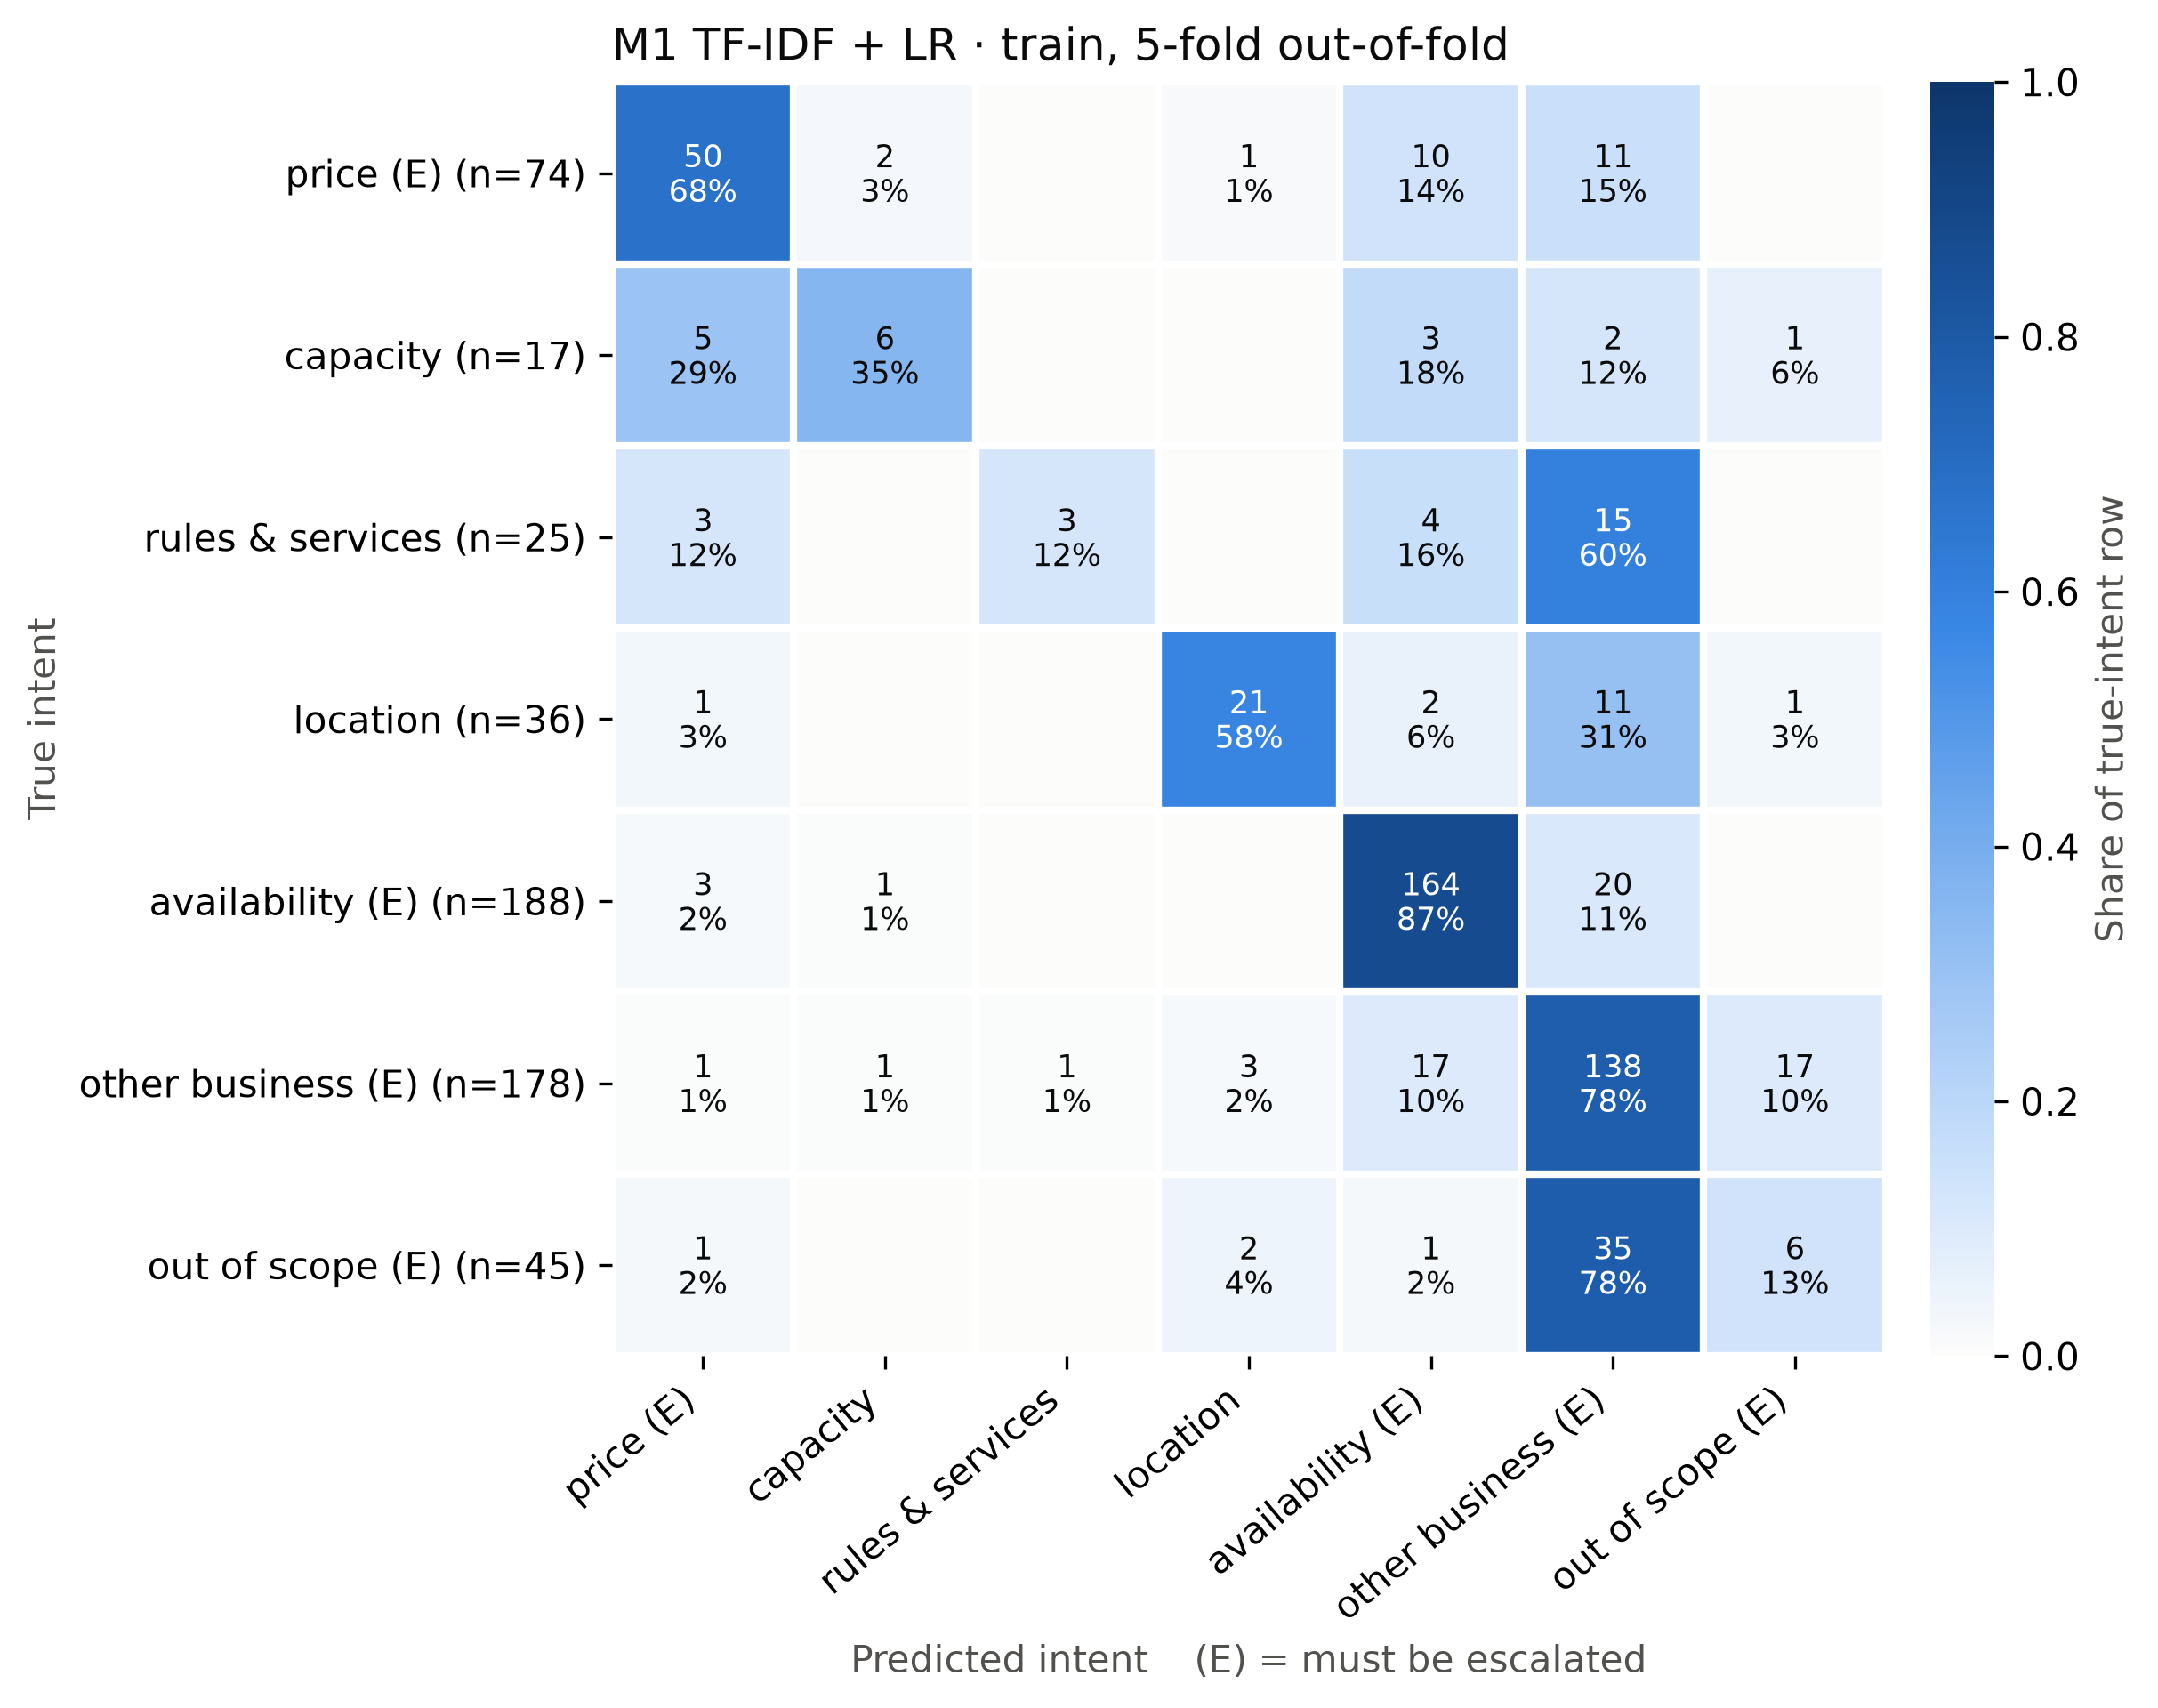 M1 TF-IDF + LR · train, 5-fold out-of-fold
True intent
price (E) (n=74)
50 2 1 10 11
68% 3% 1% 14% 15%
capacity (n=17)
5 6 3 2 1
29% 35% 18% 12% 6%
rules & services (n=25)
3 3 4 15
12% 12% 16% 60%
location (n=36)
1 21 2 11 1
3% 58% 6% 31% 3%
availability (E) (n=188)
3 1 164 20
2% 1% 87% 11%
other business (E) (n=178)
1 1 1 3 17 138 17
1% 1% 1% 2% 10% 78% 10%
out of scope (E) (n=45)
1 2 1 35 6
2% 4% 2% 78% 13%
price (E)
capacity
rules & services
location
availability (E)
other business (E)
out of scope (E)
Predicted intent (E) = must be escalated
1.0
0.8
0.6
0.4
0.2
0.0
Share of true-intent row